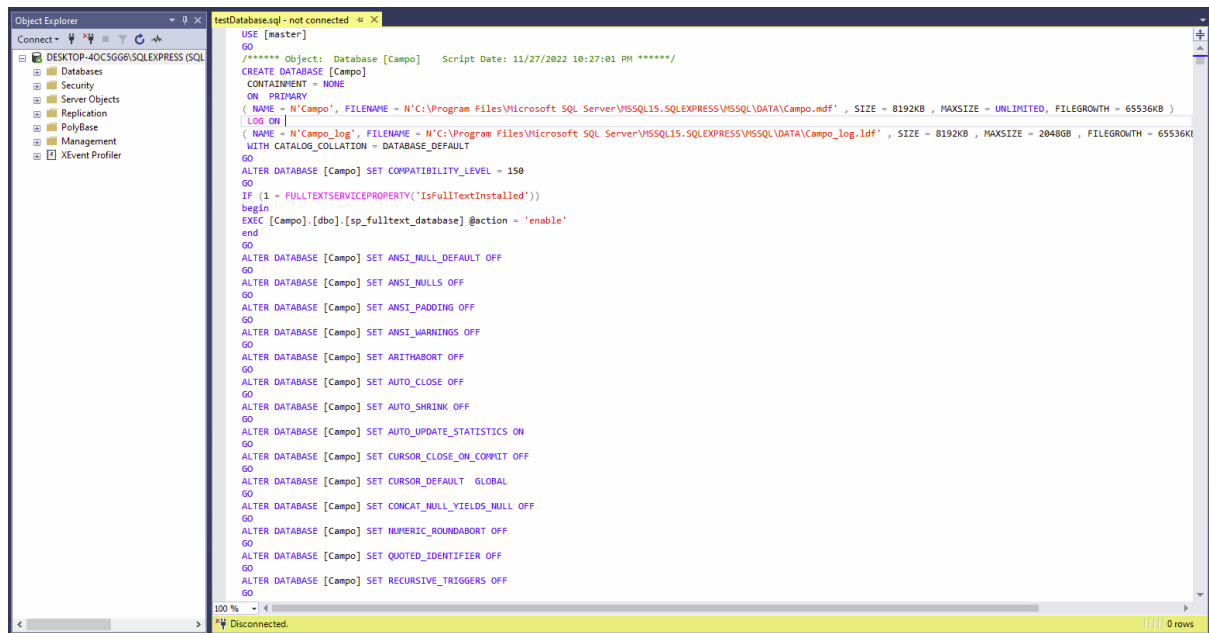 Object Explorer
Connect
DESKTOP-4OC5GG6\SQLEXPRESS (SQL
Databases
Security
Server Objects
Replication
PolyBase
Management
XEvent Profiler
testDatabase.sql - not connected
USE [master]
GO
/****** Object:  Database [Campo]    Script Date: 11/27/2022 10:27:01 PM ******/
CREATE DATABASE [Campo]
CONTAINMENT = NONE
ON  PRIMARY
( NAME = N'Campo', FILENAME = N'C:\Program Files\Microsoft SQL Server\MSSQL15.SQLEXPRESS\MSSQL\DATA\Campo.mdf' , SIZE = 8192KB , MAXSIZE = UNLIMITED, FILEGROWTH = 65536KB )
LOG ON
( NAME = N'Campo_log', FILENAME = N'C:\Program Files\Microsoft SQL Server\MSSQL15.SQLEXPRESS\MSSQL\DATA\Campo_log.ldf' , SIZE = 8192KB , MAXSIZE = 2048GB , FILEGROWTH = 65536KB
WITH CATALOG_COLLATION = DATABASE_DEFAULT
GO
ALTER DATABASE [Campo] SET COMPATIBILITY_LEVEL = 150
GO
IF (1 = FULLTEXTSERVICEPROPERTY('IsFullTextInstalled'))
begin
EXEC [Campo].[dbo].[sp_fulltext_database] @action = 'enable'
end
GO
ALTER DATABASE [Campo] SET ANSI_NULL_DEFAULT OFF
GO
ALTER DATABASE [Campo] SET ANSI_NULLS OFF
GO
ALTER DATABASE [Campo] SET ANSI_PADDING OFF
GO
ALTER DATABASE [Campo] SET ANSI_WARNINGS OFF
GO
ALTER DATABASE [Campo] SET ARITHABORT OFF
GO
ALTER DATABASE [Campo] SET AUTO_CLOSE OFF
GO
ALTER DATABASE [Campo] SET AUTO_SHRINK OFF
GO
ALTER DATABASE [Campo] SET AUTO_UPDATE_STATISTICS ON
GO
ALTER DATABASE [Campo] SET CURSOR_CLOSE_ON_COMMIT OFF
GO
ALTER DATABASE [Campo] SET CURSOR_DEFAULT  GLOBAL
GO
ALTER DATABASE [Campo] SET CONCAT_NULL_YIELDS_NULL OFF
GO
ALTER DATABASE [Campo] SET NUMERIC_ROUNDABORT OFF
GO
ALTER DATABASE [Campo] SET QUOTED_IDENTIFIER OFF
GO
ALTER DATABASE [Campo] SET RECURSIVE_TRIGGERS OFF
GO
100 %
Disconnected.
0 rows